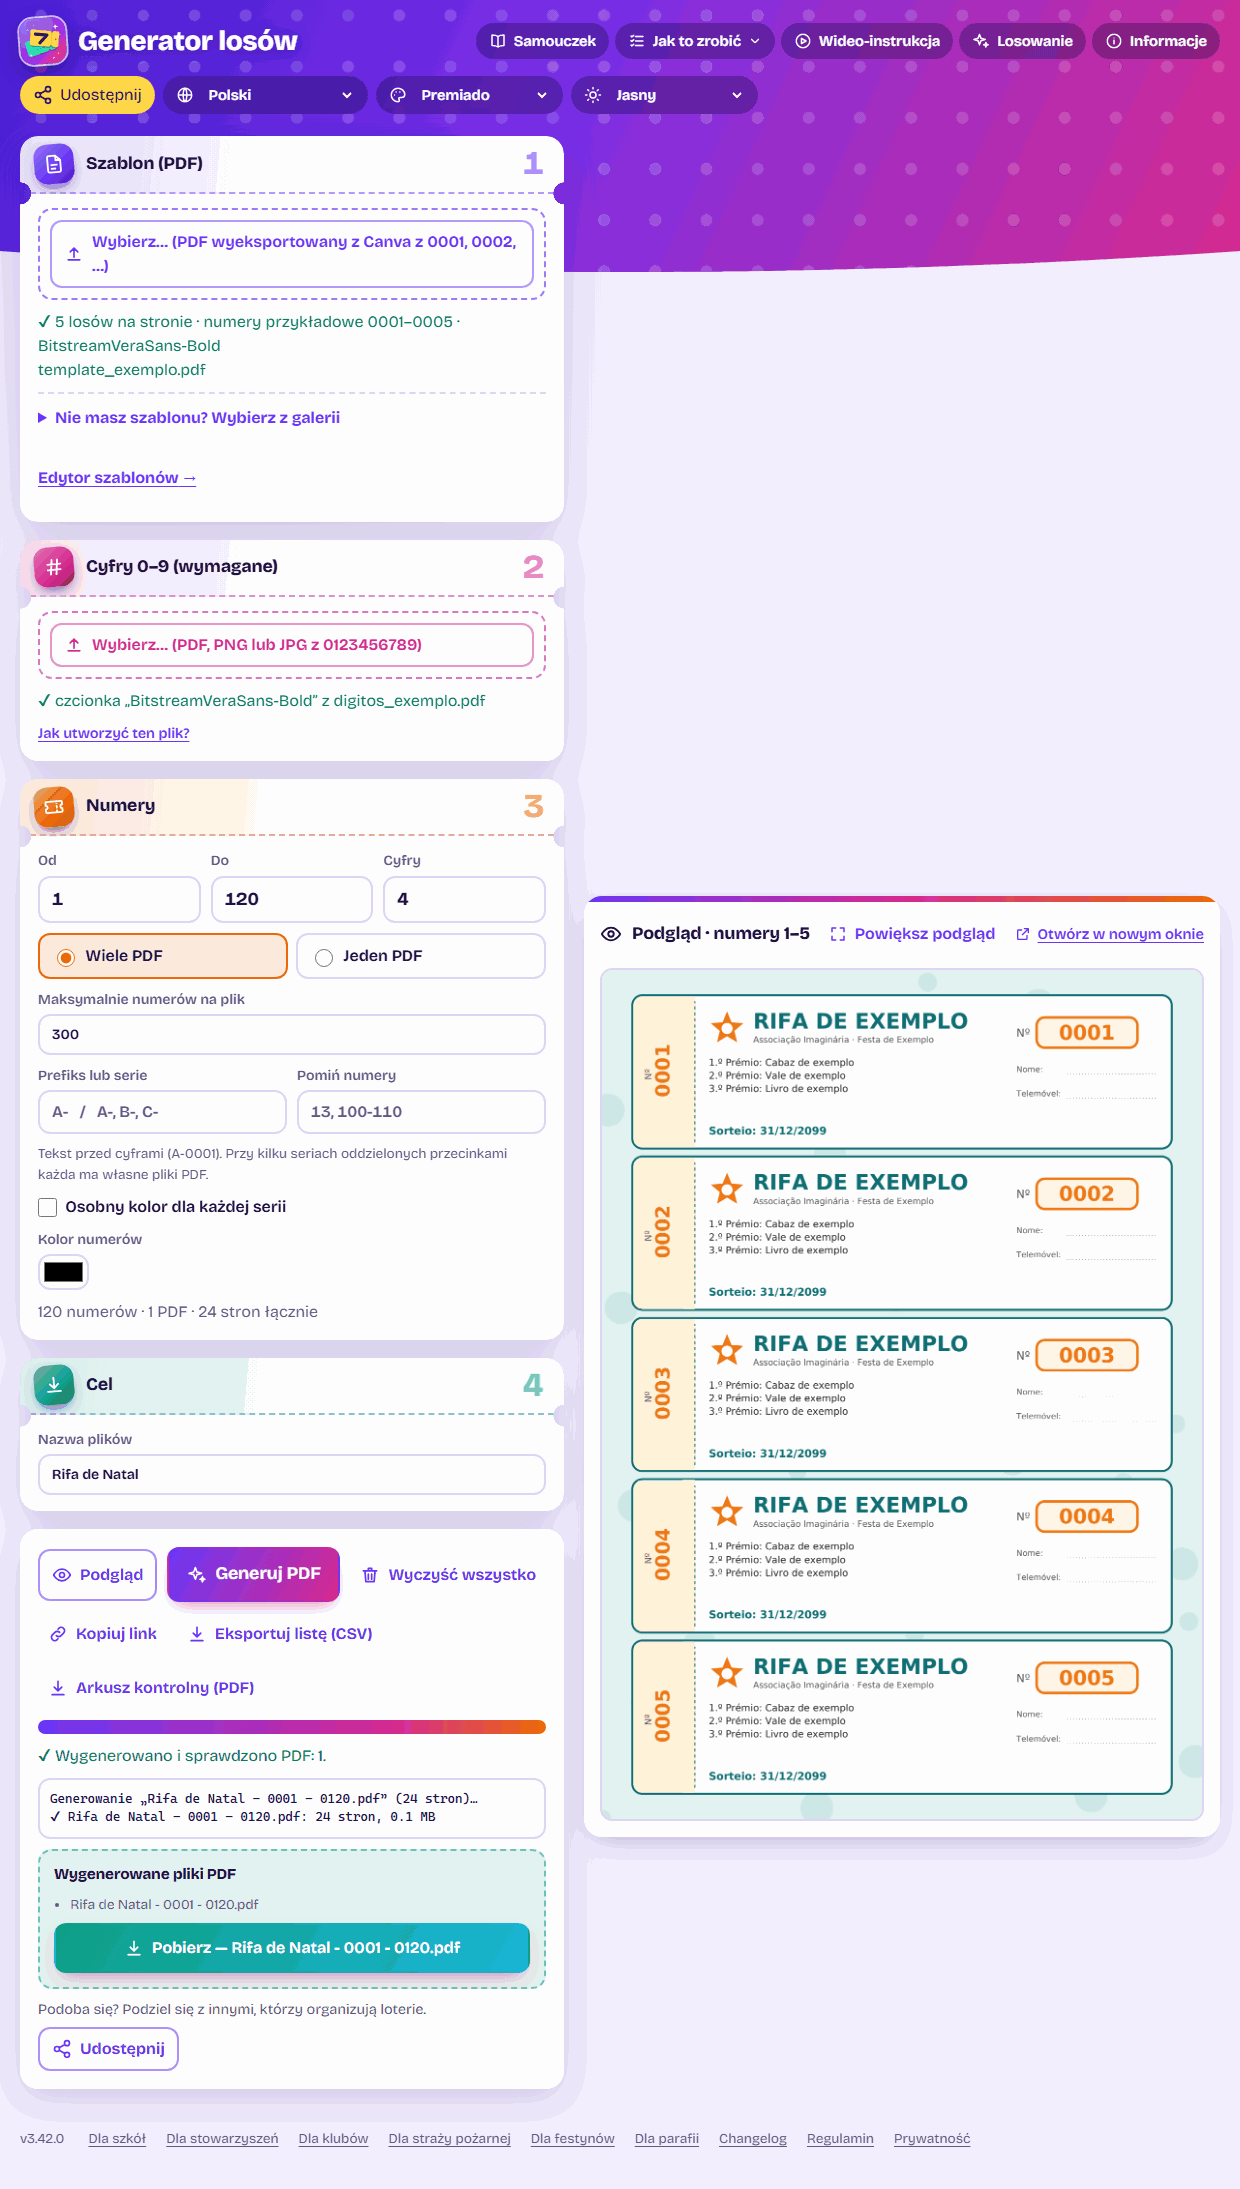 Generator losów
Samouczek
Jak to zrobić
Wideo-instrukcja
Losowanie
Informacje
Udostępnij
Polski
Premiado
Jasny
Szablon (PDF)
1
Wybierz... (PDF wyeksportowany z Canva z 0001, 0002,
...)
✓ 5 losów na stronie · numery przykładowe 0001–0005 ·
BitstreamVeraSans-Bold
template_exemplo.pdf
Nie masz szablonu? Wybierz z galerii
Edytor szablonów →
Cyfry 0–9 (wymagane)
2
Wybierz... (PDF, PNG lub JPG z 0123456789)
✓ czcionka „BitstreamVeraSans-Bold” z digitos_exemplo.pdf
Jak utworzyć ten plik?
Numery
3
Od
Do
Cyfry
1
120
4
Wiele PDF
Jeden PDF
Maksymalnie numerów na plik
300
Prefiks lub serie
Pomiń numery
A- / A-, B-, C-
13, 100-110
Tekst przed cyframi (A-0001). Przy kilku seriach oddzielonych przecinkami
każda ma własne pliki PDF.
Osobny kolor dla każdej serii
Kolor numerów
120 numerów · 1 PDF · 24 stron łącznie
Cel
4
Nazwa plików
Rifa de Natal
Podgląd
Generuj PDF
Wyczyść wszystko
Kopiuj link
Eksportuj listę (CSV)
Arkusz kontrolny (PDF)
✓ Wygenerowano i sprawdzono PDF: 1.
Generowanie „Rifa de Natal – 0001 – 0120.pdf” (24 stron)…
✓ Rifa de Natal – 0001 – 0120.pdf: 24 stron, 0.1 MB
Wygenerowane pliki PDF
• Rifa de Natal - 0001 - 0120.pdf
Pobierz — Rifa de Natal - 0001 - 0120.pdf
Podoba się? Podziel się z innymi, którzy organizują loterie.
Udostępnij
Podgląd · numery 1–5
Powiększ podgląd
Otwórz w nowym oknie
Nº 0001
RIFA DE EXEMPLO
Associação Imaginária · Festa de Exemplo
1.º Prémio: Cabaz de exemplo
2.º Prémio: Vale de exemplo
3.º Prémio: Livro de exemplo
Sorteio: 31/12/2099
Nº 0001
Nome:
Telemóvel:
Nº 0002
RIFA DE EXEMPLO
Associação Imaginária · Festa de Exemplo
1.º Prémio: Cabaz de exemplo
2.º Prémio: Vale de exemplo
3.º Prémio: Livro de exemplo
Sorteio: 31/12/2099
Nº 0002
Nome:
Telemóvel:
Nº 0003
RIFA DE EXEMPLO
Associação Imaginária · Festa de Exemplo
1.º Prémio: Cabaz de exemplo
2.º Prémio: Vale de exemplo
3.º Prémio: Livro de exemplo
Sorteio: 31/12/2099
Nº 0003
Nome:
Telemóvel:
Nº 0004
RIFA DE EXEMPLO
Associação Imaginária · Festa de Exemplo
1.º Prémio: Cabaz de exemplo
2.º Prémio: Vale de exemplo
3.º Prémio: Livro de exemplo
Sorteio: 31/12/2099
Nº 0004
Nome:
Telemóvel:
Nº 0005
RIFA DE EXEMPLO
Associação Imaginária · Festa de Exemplo
1.º Prémio: Cabaz de exemplo
2.º Prémio: Vale de exemplo
3.º Prémio: Livro de exemplo
Sorteio: 31/12/2099
Nº 0005
Nome:
Telemóvel:
v3.42.0
Dla szkół
Dla stowarzyszeń
Dla klubów
Dla straży pożarnej
Dla festynów
Dla parafii
Changelog
Regulamin
Prywatność